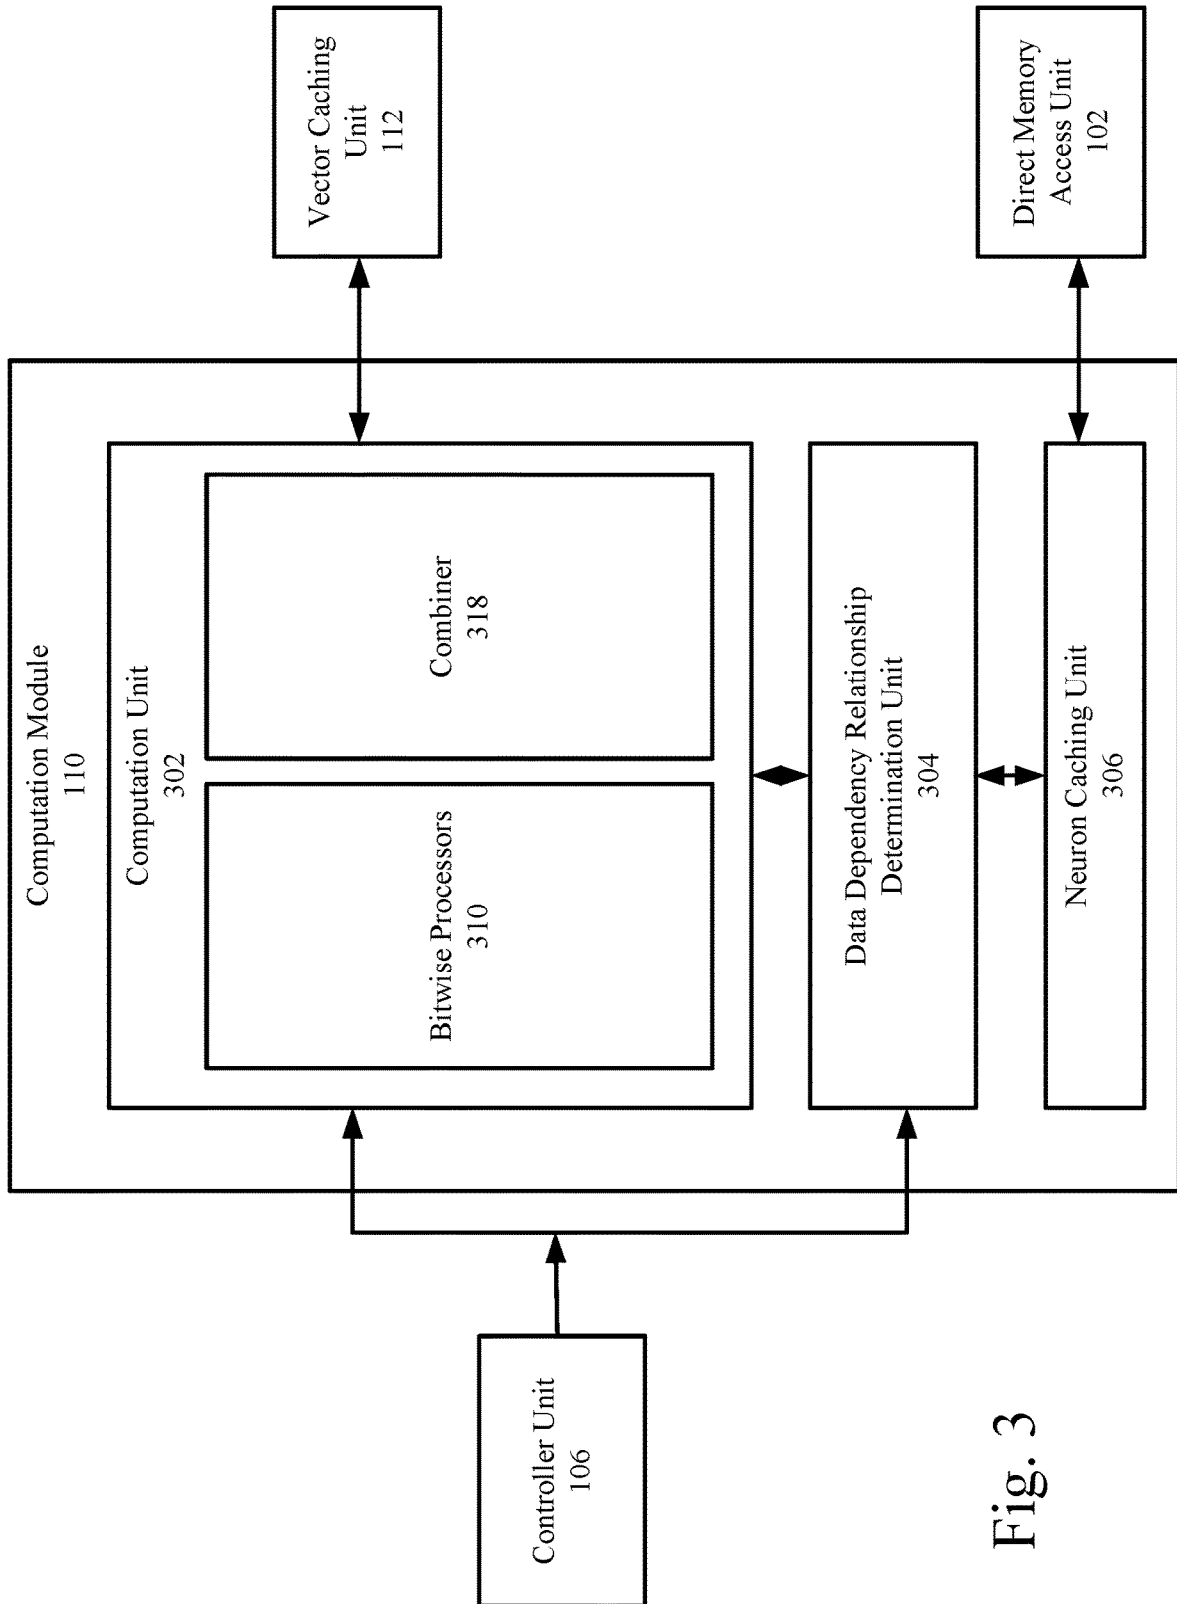 Controller Unit
106
Computation Module
110
Computation Unit
302
Bitwise Processors
310
Combiner
318
Data Dependency Relationship
Determination Unit
304
Neuron Caching Unit
306
Vector Caching
Unit
112
Direct Memory
Access Unit
102
Fig. 3